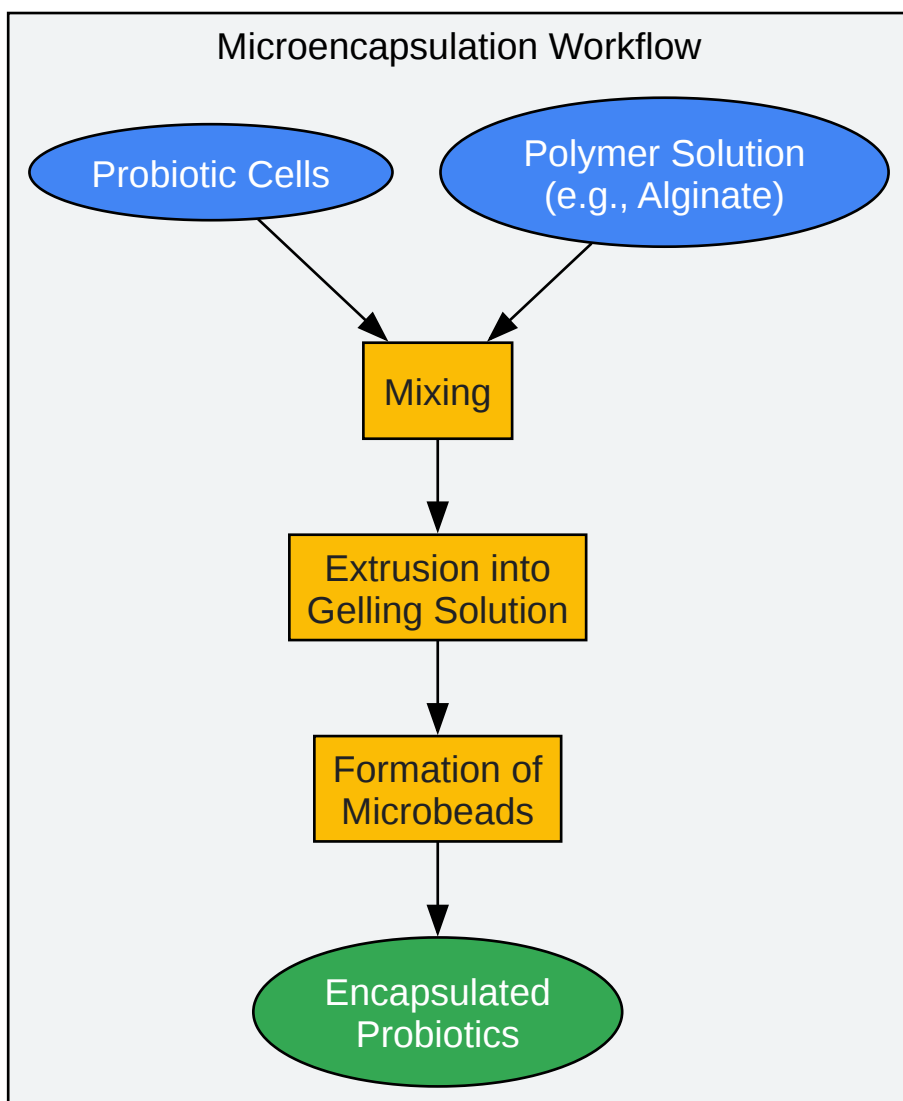 Microencapsulation Workflow
Probiotic Cells
Polymer Solution
(e.g., Alginate)
Mixing
Extrusion into
Gelling Solution
Formation of
Microbeads
Encapsulated
Probiotics